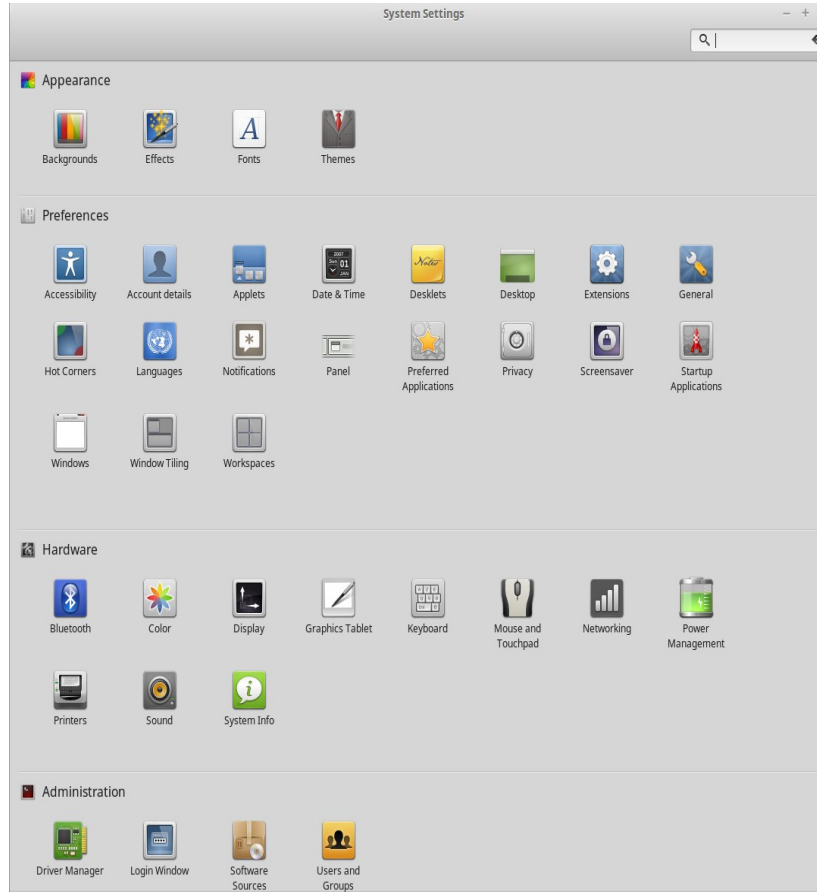 System Settings
Appearance
Backgrounds Effects Fonts Themes
Preferences
Accessibility Account details Applets Date & Time Desklets Desktop Extensions General
Hot Corners Languages Notifications Panel Preferred Applications Privacy Screensaver Startup Applications
Windows Window Tiling Workspaces
Hardware
Bluetooth Color Display Graphics Tablet Keyboard Mouse and Touchpad Networking Power Management
Printers Sound System Info
Administration
Driver Manager Login Window Software Sources Users and Groups